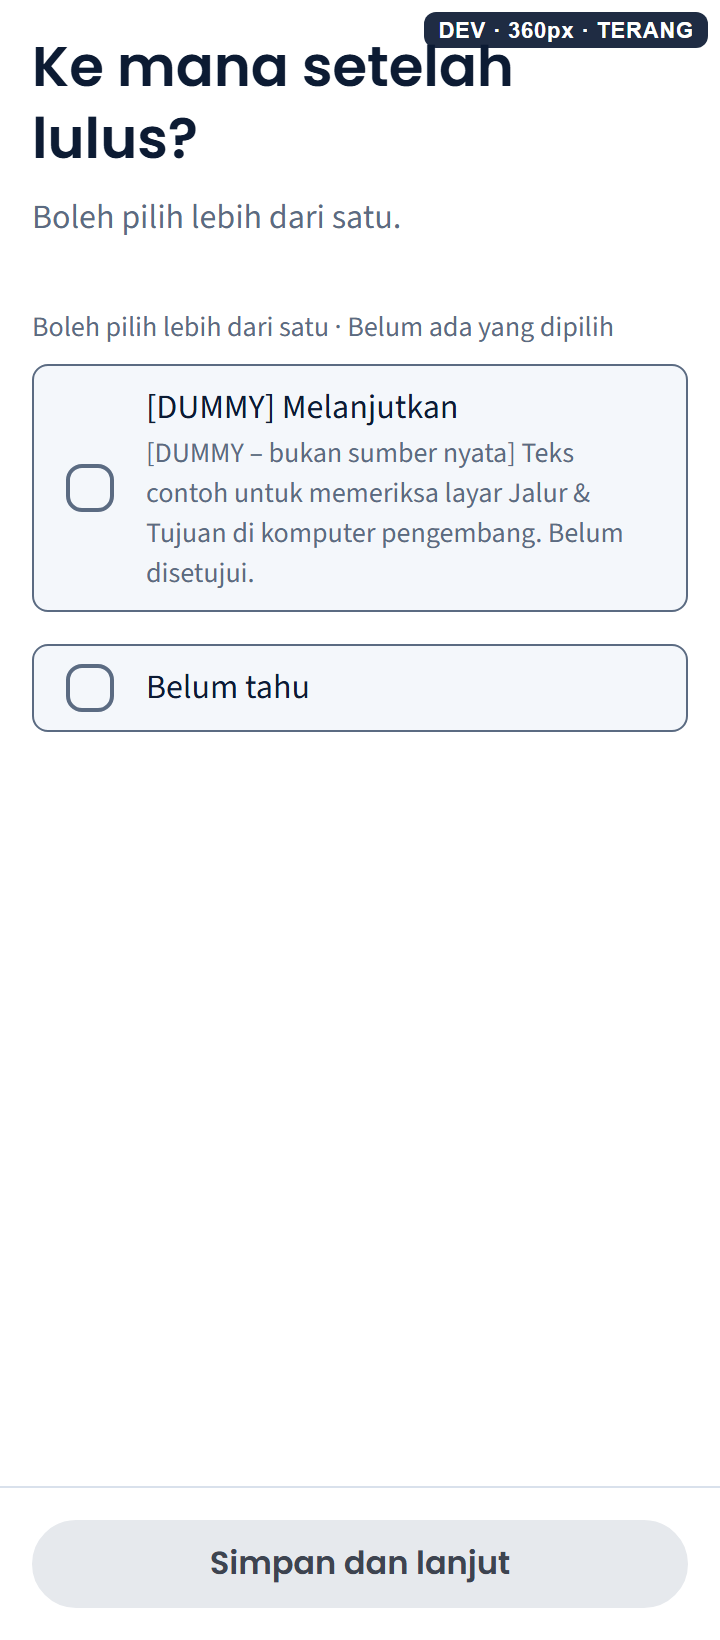 DEV · 360px · TERANG
Ke mana setelah
lulus?
Boleh pilih lebih dari satu.
Boleh pilih lebih dari satu · Belum ada yang dipilih
[DUMMY] Melanjutkan
[DUMMY – bukan sumber nyata] Teks
contoh untuk memeriksa layar Jalur &
Tujuan di komputer pengembang. Belum
disetujui.
Belum tahu
Simpan dan lanjut